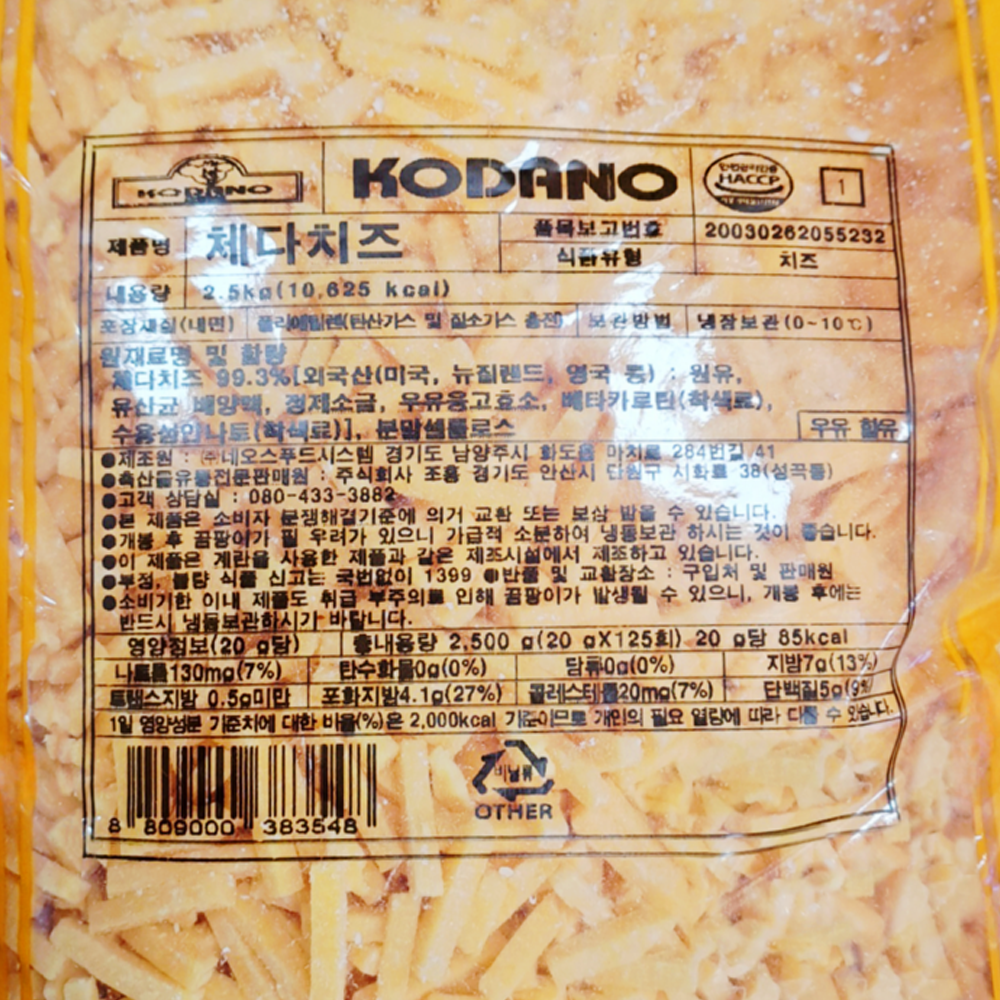 KODANO
KODANO
안전관리인증
HACCP
1
제품명 체다치즈
품목보고번호 20030262055232
식품유형 치즈
내용량 2.5kg(10,625 kcal)
포장재질(내면) 폴리에틸렌(탄산가스 및 질소가스 충전) 보관방법 냉장보관(0~10℃)
원재료명 및 함량
체다치즈 99.3%[외국산(미국, 뉴질랜드, 영국 등) : 원유,
유산균 배양액, 정제소금, 우유응고효소, 베타카로틴(착색료),
수용성안나토(착색료)], 분말셀룰로스
우유 함유
●제조원 : ㈜네오스푸드시스템 경기도 남양주시 화도읍 마치로 284번길 41
●축산물유통전문판매원 : 주식회사 조흥 경기도 안산시 단원구 시화로 38(성곡동)
●고객 상담실 : 080-433-3882
●본 제품은 소비자 분쟁해결기준에 의거 교환 또는 보상 받을 수 있습니다.
●개봉 후 곰팡이가 필 우려가 있으니 가급적 소분하여 냉동보관 하시는 것이 좋습니다.
●이 제품은 계란을 사용한 제품과 같은 제조시설에서 제조하고 있습니다.
●부정, 불량 식품 신고는 국번없이 1399 ●반품 및 교환장소 : 구입처 및 판매원
●소비기한 이내 제품도 취급 부주의로 인해 곰팡이가 발생될 수 있으니, 개봉 후에는
반드시 냉동보관하시기 바랍니다.
영양정보(20 g당) 총내용량 2,500 g(20 gX125회) 20 g당 85kcal
나트륨130mg(7%) 탄수화물0g(0%) 당류0g(0%) 지방7g(13%)
트랜스지방 0.5g미만 포화지방4.1g(27%) 콜레스테롤20mg(7%) 단백질5g(9%)
1일 영양성분 기준치에 대한 비율(%)은 2,000kcal 기준이므로 개인의 필요 열량에 따라 다를 수 있습니다.
비닐류
OTHER
8 809000 383548